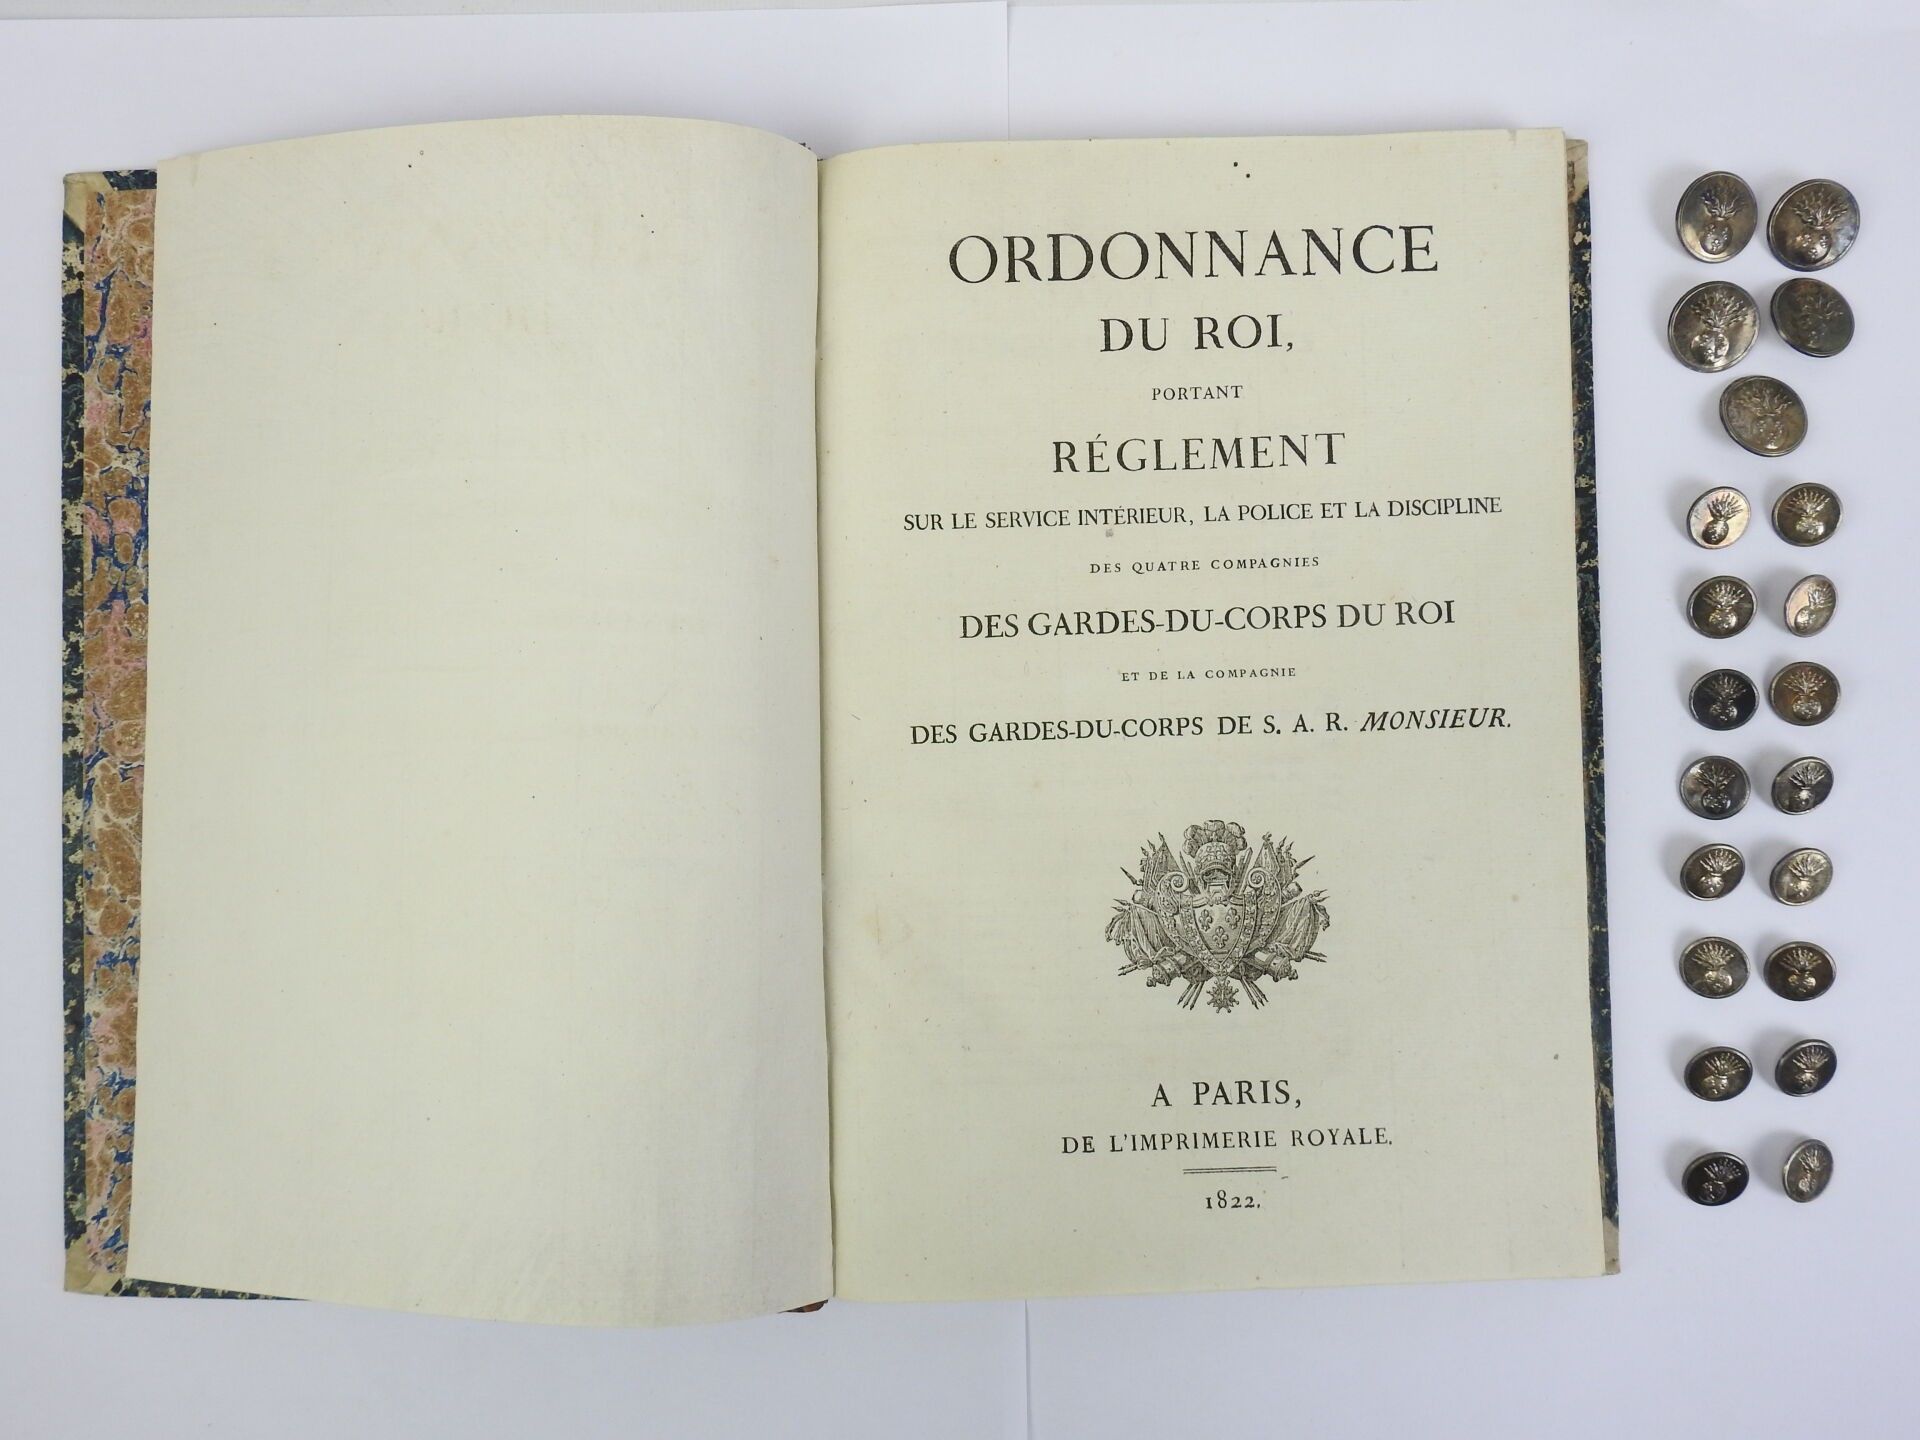 ORDONNANCE
DU ROI,
PORTANT
RÉGLEMENT
SUR LE SERVICE INTÉRIEUR, LA POLICE ET LA DISCIPLINE
DES QUATRE COMPAGNIES
DES GARDES-DU-CORPS DU ROI
ET DE LA COMPAGNIE
DES GARDES-DU-CORPS DE S. A. R. MONSIEUR.
A PARIS,
DE L'IMPRIMERIE ROYALE.
1822.